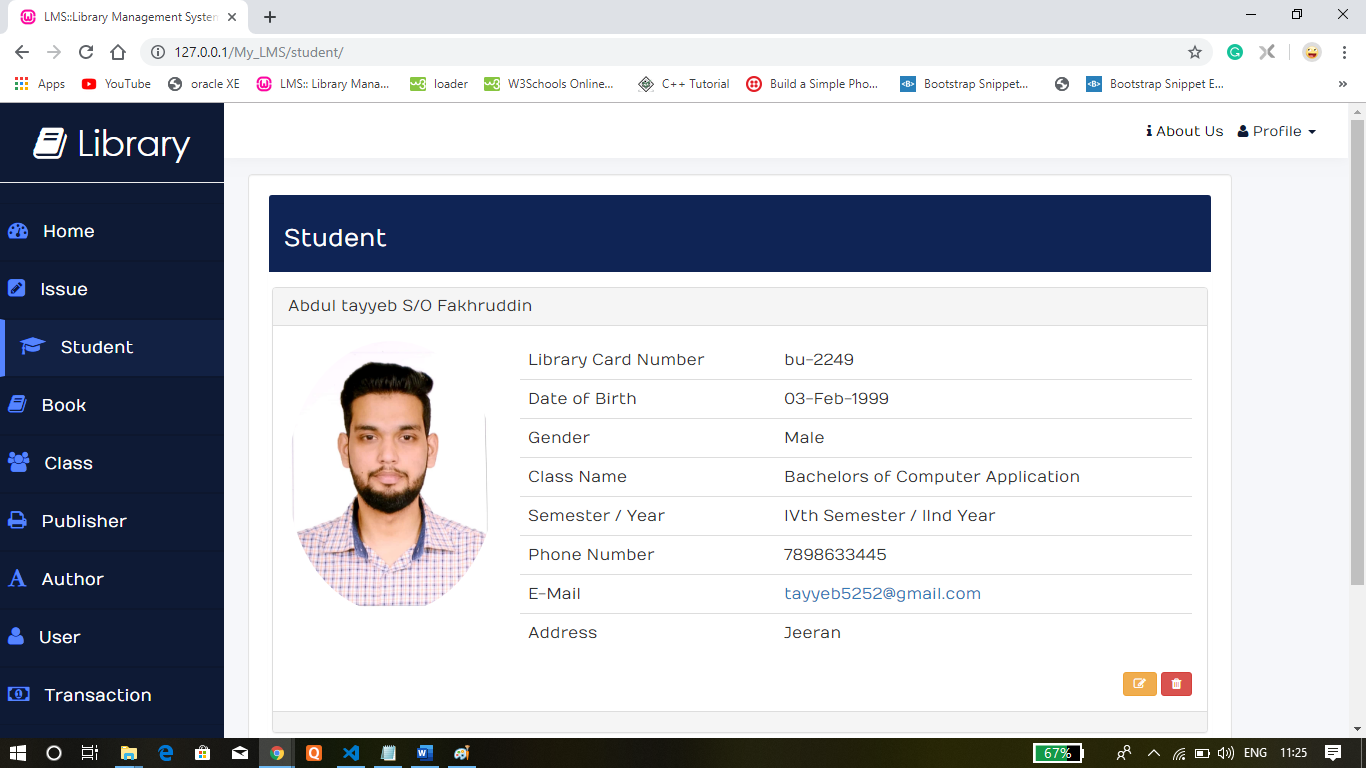 LMS::Library Management System
127.0.0.1/My_LMS/student/
Apps YouTube oracle XE LMS:: Library Mana... loader W3Schools Online... C++ Tutorial Build a Simple Pho... Bootstrap Snippet... Bootstrap Snippet E...
Library
About Us Profile
Home
Issue
Student
Book
Class
Publisher
Author
User
Transaction
Student
Abdul tayyeb S/O Fakhruddin
Library Card Number bu-2249
Date of Birth 03-Feb-1999
Gender Male
Class Name Bachelors of Computer Application
Semester / Year IVth Semester / IInd Year
Phone Number 7898633445
E-Mail tayyeb5252@gmail.com
Address Jeeran
67% ENG 11:25